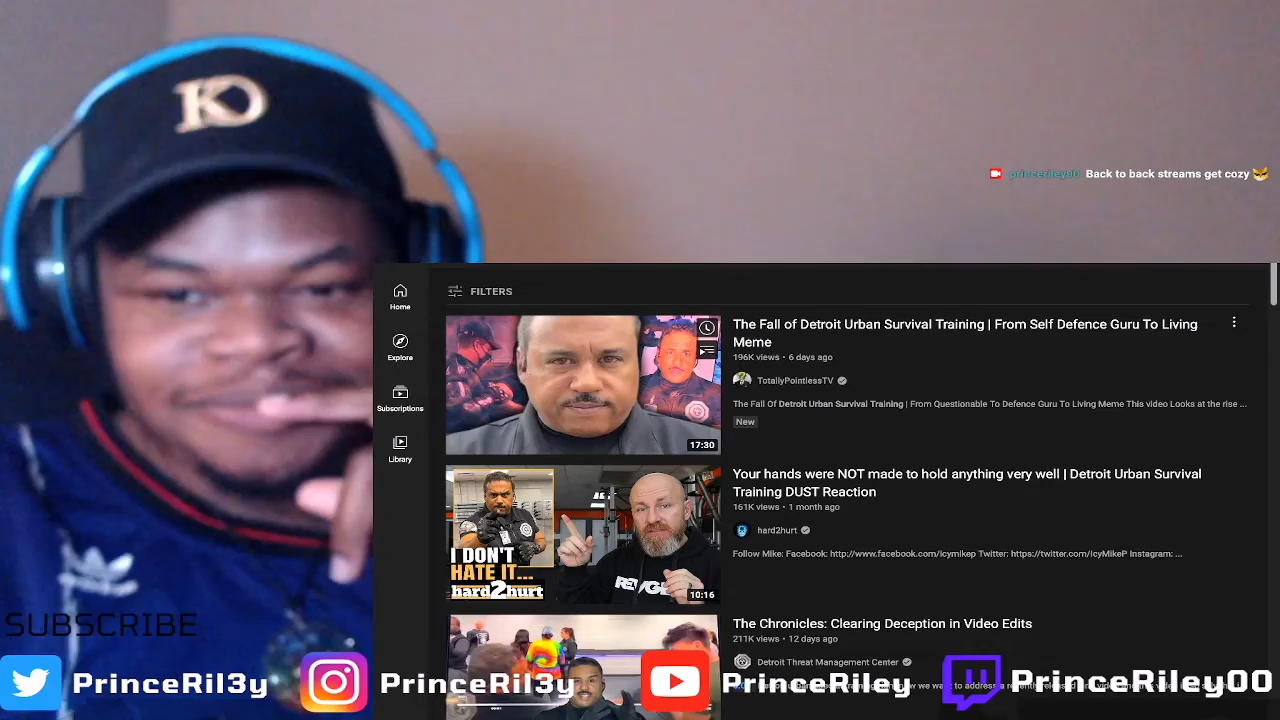 KO
princeriley00 Back to back streams get cozy
FILTERS
Home
Explore
Subscriptions
Library
The Fall of Detroit Urban Survival Training | From Self Defence Guru To Living
Meme
196K views • 6 days ago
TotallyPointlessTV
The Fall Of Detroit Urban Survival Training | From Questionable To Defence Guru To Living Meme This video Looks at the rise ...
New
17:30
Your hands were NOT made to hold anything very well | Detroit Urban Survival
Training DUST Reaction
161K views • 1 month ago
hard2hurt
Follow Mike: Facebook: http://www.facebook.com/icymikep Twitter: https://twitter.com/IcyMikeP Instagram: ...
I DON'T
HATE IT...
hard2hurt
10:16
The Chronicles: Clearing Deception in Video Edits
211K views • 12 days ago
Detroit Threat Management Center
SUBSCRIBE
PrinceRil3y
PrinceRil3y
PrinceRiley
PrinceRiley00